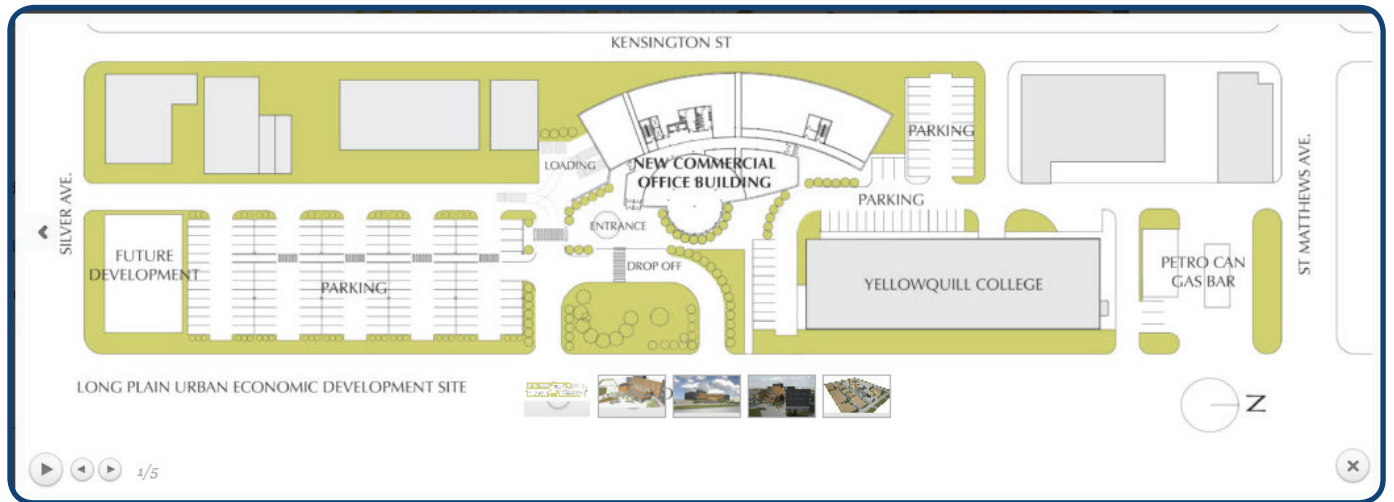 KENSINGTON ST
PARKING
LOADING
NEW COMMERCIAL
OFFICE BUILDING
SILVER AVE.
PARKING
ENTRANCE
ST MATTHEWS AVE.
FUTURE
DEVELOPMENT
DROP OFF
PETRO CAN
GAS BAR
PARKING
YELLOWQUILL COLLEGE
LONG PLAIN URBAN ECONOMIC DEVELOPMENT SITE
N
1/5